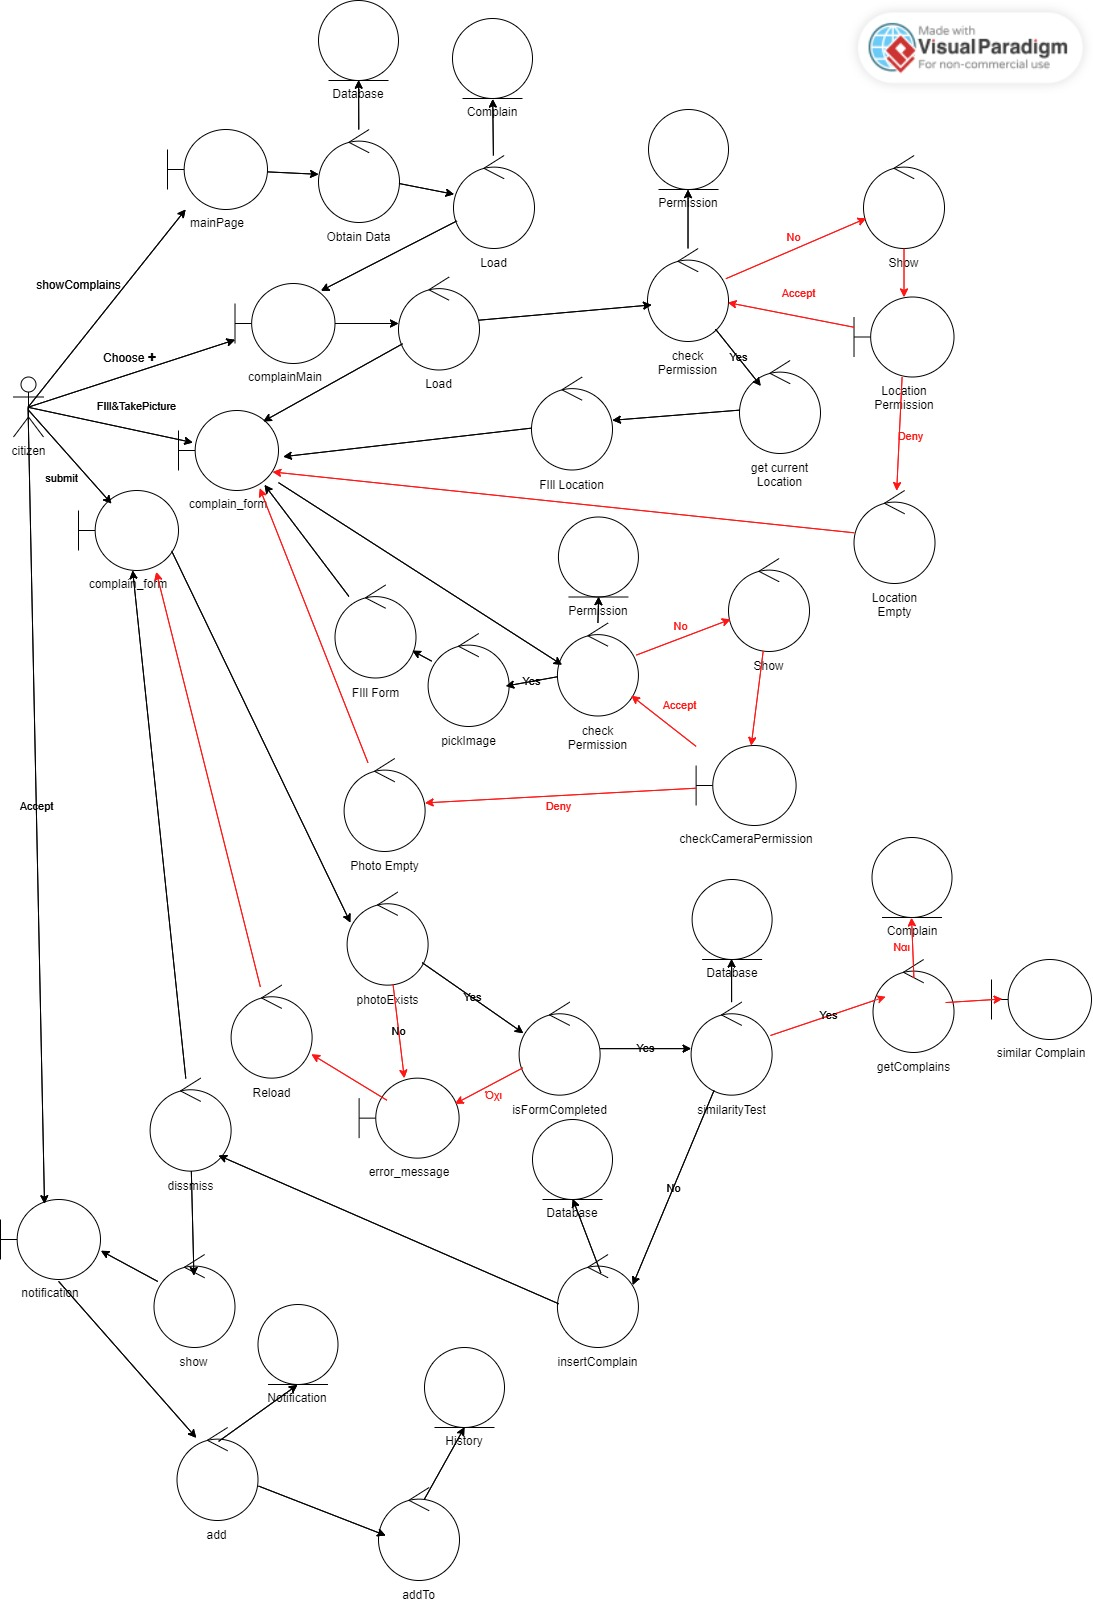 Made with
VisualParadigm
For non-commercial use
Database
Complain
mainPage
Obtain Data
Load
Permission
Show
No
Accept
showComplains
Choose +
complainMain
Load
check
Permission
Yes
Location
Permission
Deny
FIll&TakePicture
citizen
submit
complain_form
FIll Location
get current
Location
complain_form
Permission
Location
Empty
No
Show
FIll Form
pickImage
Yes
check
Permission
Accept
checkCameraPermission
Deny
Photo Empty
Accept
photoExists
Yes
Database
Complain
Ναι
No
Yes
Yes
similar Complain
getComplains
Reload
Όχι
isFormCompleted
similarityTest
error_message
dissmiss
No
Database
notification
show
insertComplain
Notification
History
add
addTo